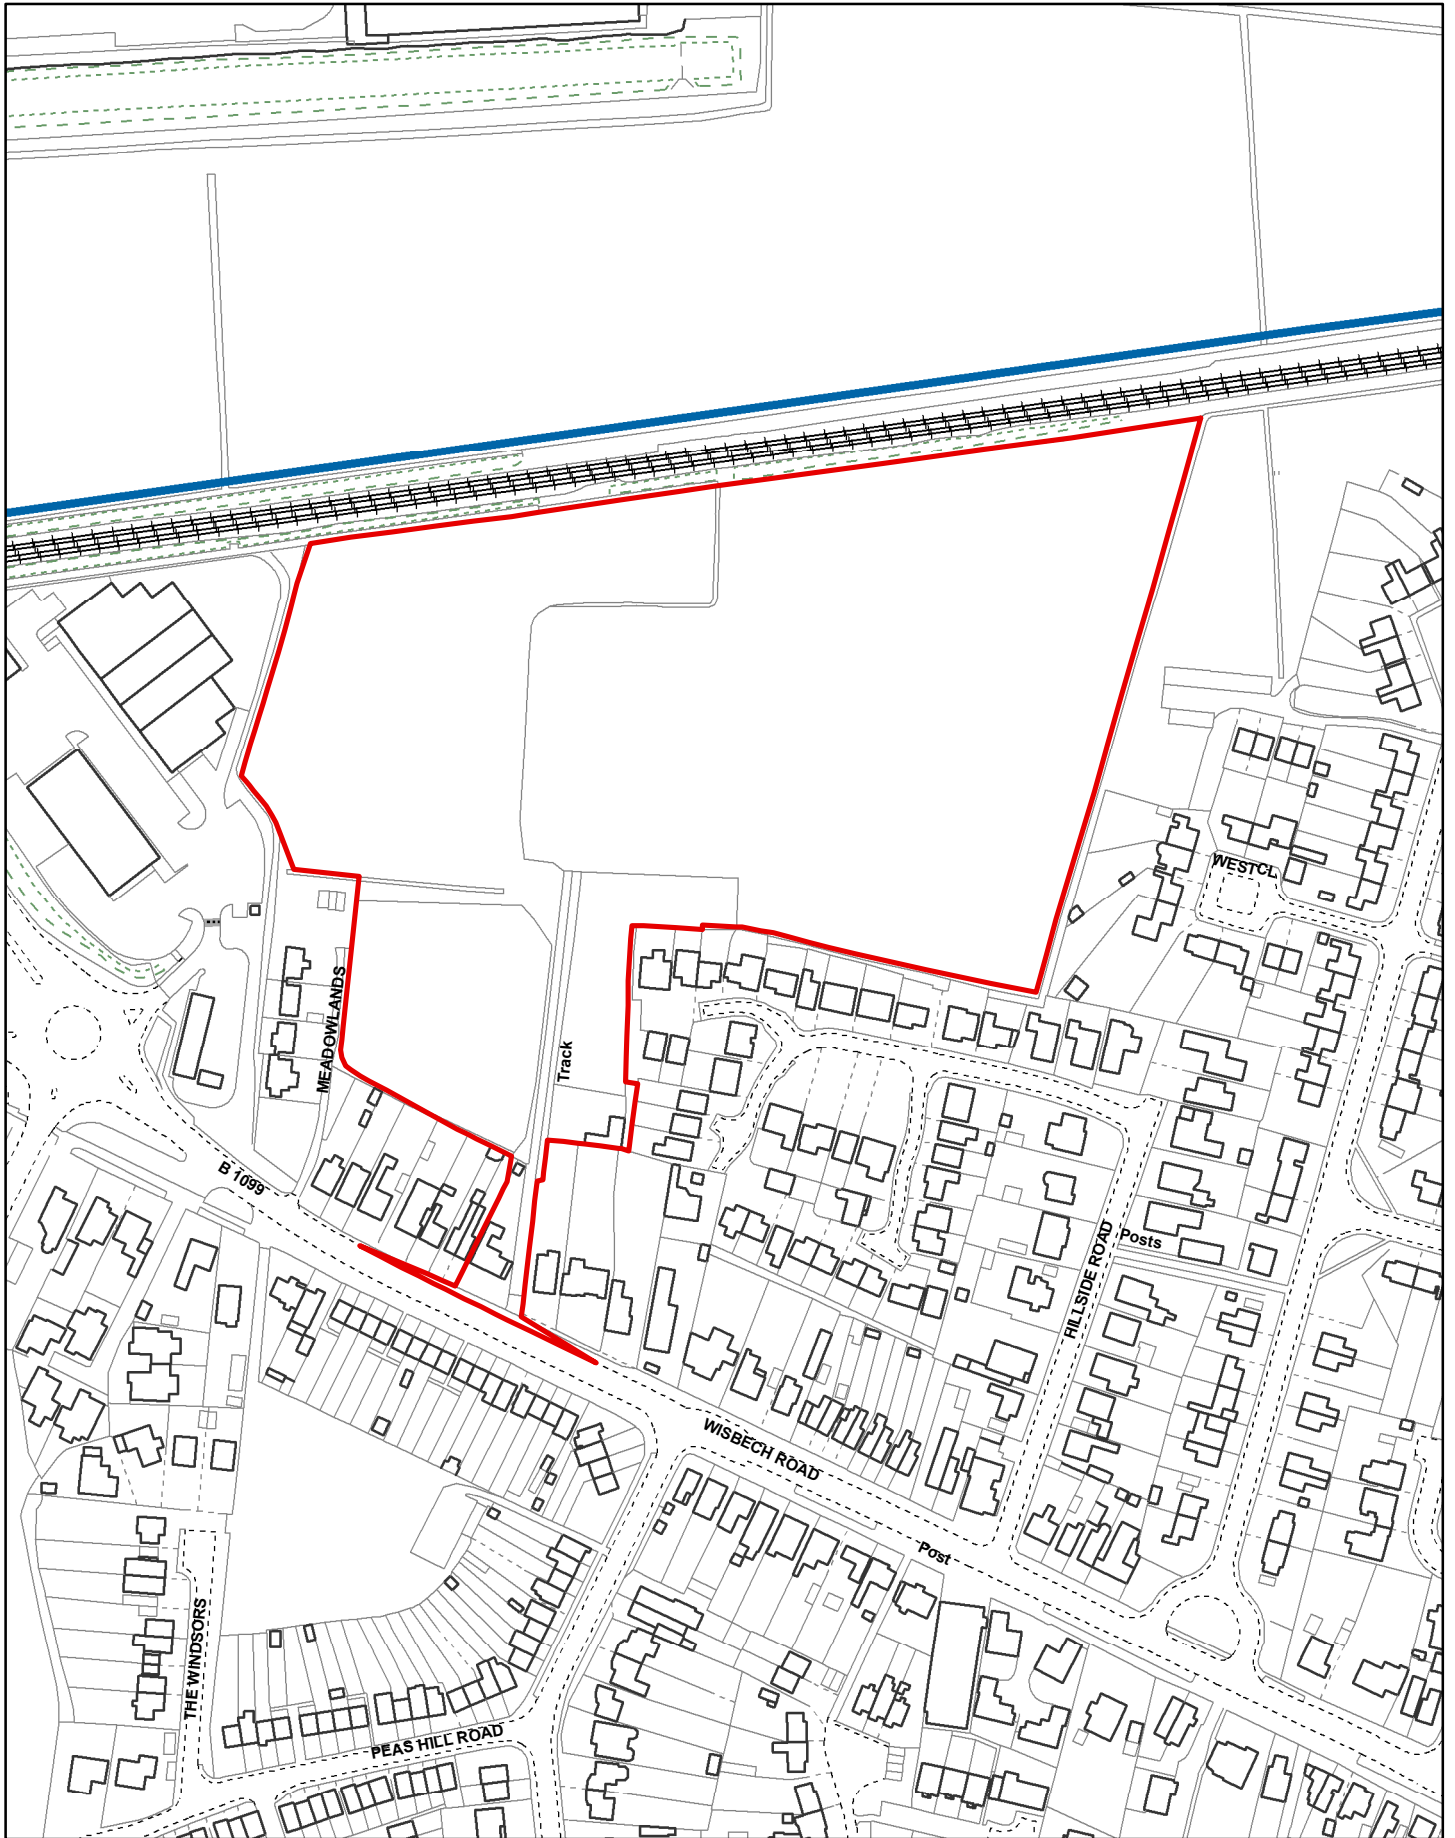 WESTCL
MEADOWLANDS
Track
B 1099
Posts
HILLSIDE ROAD
WISBECH ROAD
Post
THE WINDSORS
PEAS HILL ROAD